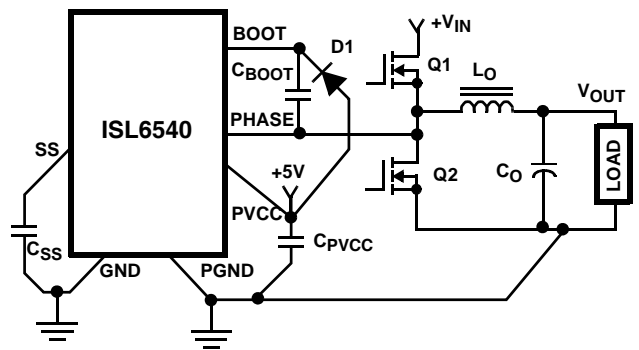 +VIN
BOOT
D1
CBOOT
Q1
LO
VOUT
ISL6540
PHASE
SS
+5V
Q2
CO
LOAD
PVCC
CSS
CPVCC
GND
PGND